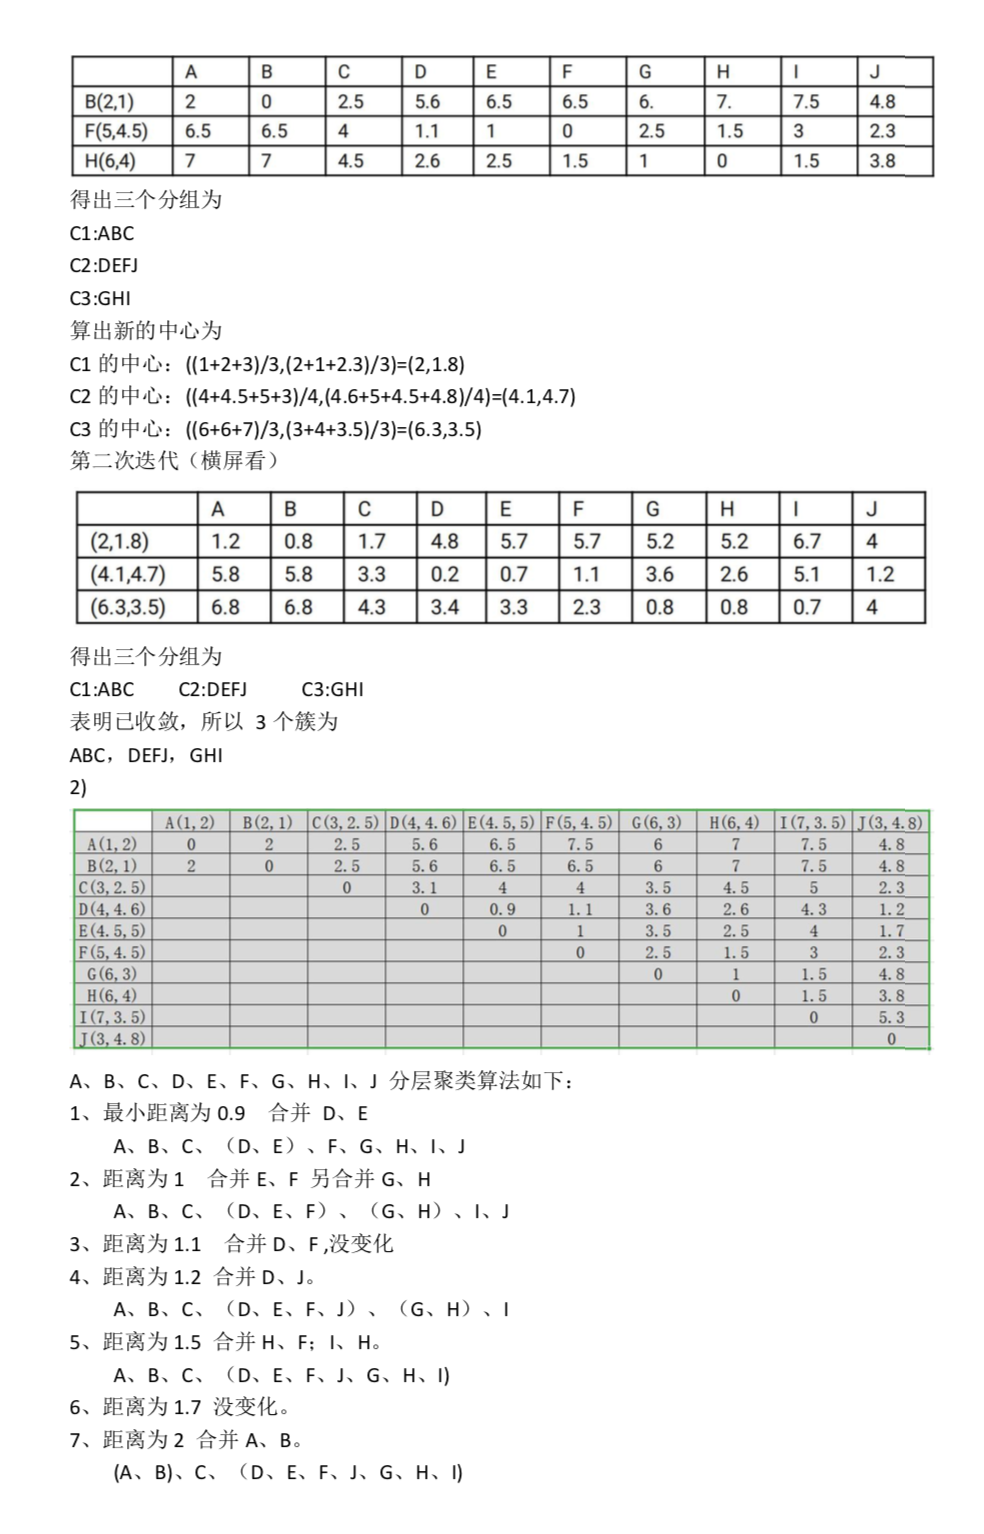 A B C D E F G H I J
B(2,1) 2 0 2.5 5.6 6.5 6.5 6. 7. 7.5 4.8
F(5,4.5) 6.5 6.5 4 1.1 1 0 2.5 1.5 3 2.3
H(6,4) 7 7 4.5 2.6 2.5 1.5 1 0 1.5 3.8
得出三个分组为
C1:ABC
C2:DEFJ
C3:GHI
算出新的中心为
C1 的中心：((1+2+3)/3,(2+1+2.3)/3)=(2,1.8)
C2 的中心：((4+4.5+5+3)/4,(4.6+5+4.5+4.8)/4)=(4.1,4.7)
C3 的中心：((6+6+7)/3,(3+4+3.5)/3)=(6.3,3.5)
第二次迭代（横屏看）
A B C D E F G H I J
(2,1.8) 1.2 0.8 1.7 4.8 5.7 5.7 5.2 5.2 6.7 4
(4.1,4.7) 5.8 5.8 3.3 0.2 0.7 1.1 3.6 2.6 5.1 1.2
(6.3,3.5) 6.8 6.8 4.3 3.4 3.3 2.3 0.8 0.8 0.7 4
得出三个分组为
C1:ABC C2:DEFJ C3:GHI
表明已收敛，所以 3 个簇为
ABC，DEFJ，GHI
2)
A(1,2) B(2,1) C(3,2.5) D(4,4.6) E(4.5,5) F(5,4.5) G(6,3) H(6,4) I(7,3.5) J(3,4.8)
A(1,2) 0 2 2.5 5.6 6.5 7.5 6 7 7.5 4.8
B(2,1) 2 0 2.5 5.6 6.5 6.5 6 7 7.5 4.8
C(3,2.5) 0 3.1 4 4 3.5 4.5 5 2.3
D(4,4.6) 0 0.9 1.1 3.6 2.6 4.3 1.2
E(4.5,5) 0 1 3.5 2.5 4 1.7
F(5,4.5) 0 2.5 1.5 3 2.3
G(6,3) 0 1 1.5 4.8
H(6,4) 0 1.5 3.8
I(7,3.5) 0 5.3
J(3,4.8) 0
A、B、C、D、E、F、G、H、I、J 分层聚类算法如下：
1、最小距离为 0.9 合并 D、E
A、B、C、（D、E）、F、G、H、I、J
2、距离为 1 合并 E、F 另合并 G、H
A、B、C、（D、E、F）、（G、H）、I、J
3、距离为 1.1 合并 D、F ,没变化
4、距离为 1.2 合并 D、J。
A、B、C、（D、E、F、J）、（G、H）、I
5、距离为 1.5 合并 H、F；I、H。
A、B、C、（D、E、F、J、G、H、I)
6、距离为 1.7 没变化。
7、距离为 2 合并 A、B。
(A、B)、C、（D、E、F、J、G、H、I)